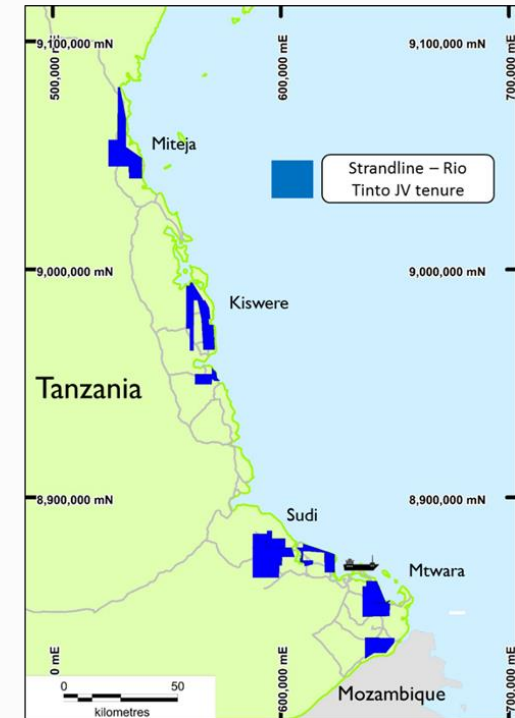 9,100,000 mN
9,100,000 mN
500,000 mE
600,000 mE
700,000 mE
Miteja
Strandline – Rio
Tinto JV tenure
9,000,000 mN
9,000,000 mN
Kiswere
Tanzania
8,900,000 mN
8,900,000 mN
Sudi
Mtwara
0 mE
600,000 mE
700,000 mE
0
50
kilometres
Mozambique